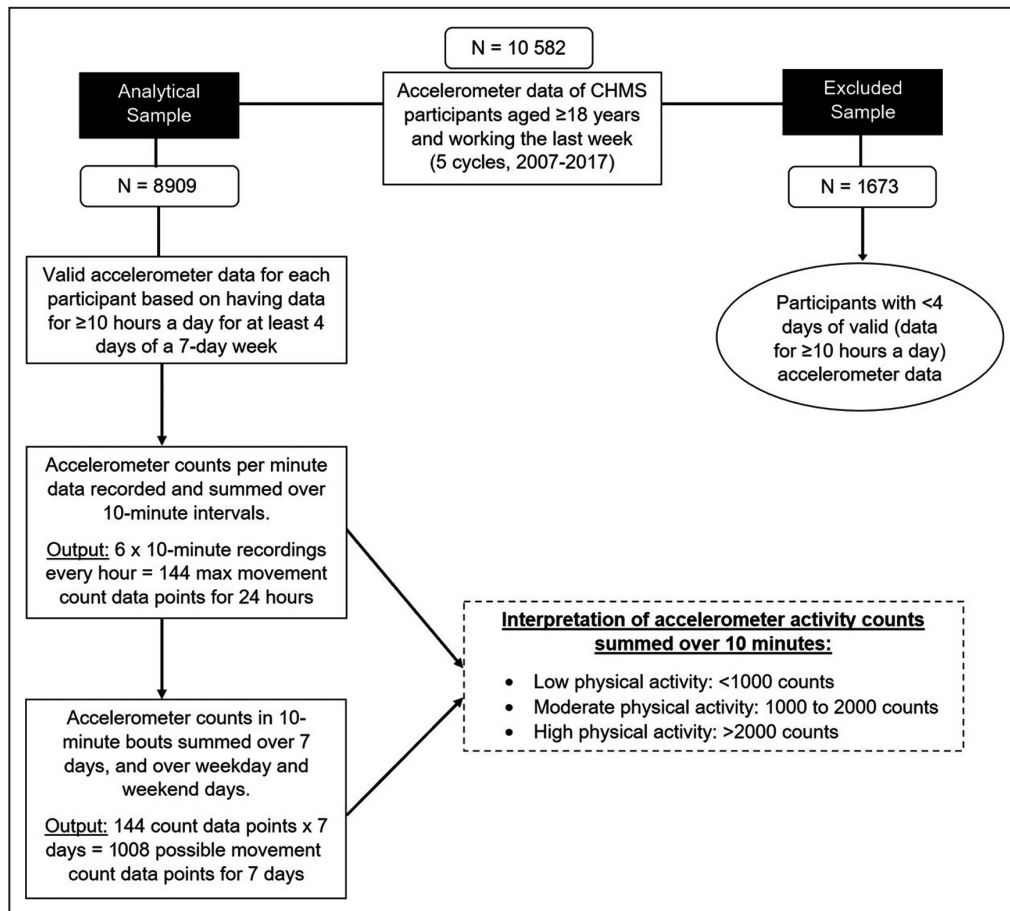 N = 10 582
Analytical
Sample
Accelerometer data of CHMS
participants aged ≥18 years
and working the last week
(5 cycles, 2007-2017)
Excluded
Sample
N = 8909
N = 1673
Valid accelerometer data for each
participant based on having data
for ≥10 hours a day for at least 4
days of a 7-day week
Participants with <4
days of valid (data
for ≥10 hours a day)
accelerometer data
Accelerometer counts per minute
data recorded and summed over
10-minute intervals.
Output: 6 x 10-minute recordings
every hour = 144 max movement
count data points for 24 hours
Interpretation of accelerometer activity counts
summed over 10 minutes:
• Low physical activity: <1000 counts
• Moderate physical activity: 1000 to 2000 counts
• High physical activity: >2000 counts
Accelerometer counts in 10-
minute bouts summed over 7
days, and over weekday and
weekend days.
Output: 144 count data points x 7
days = 1008 possible movement
count data points for 7 days